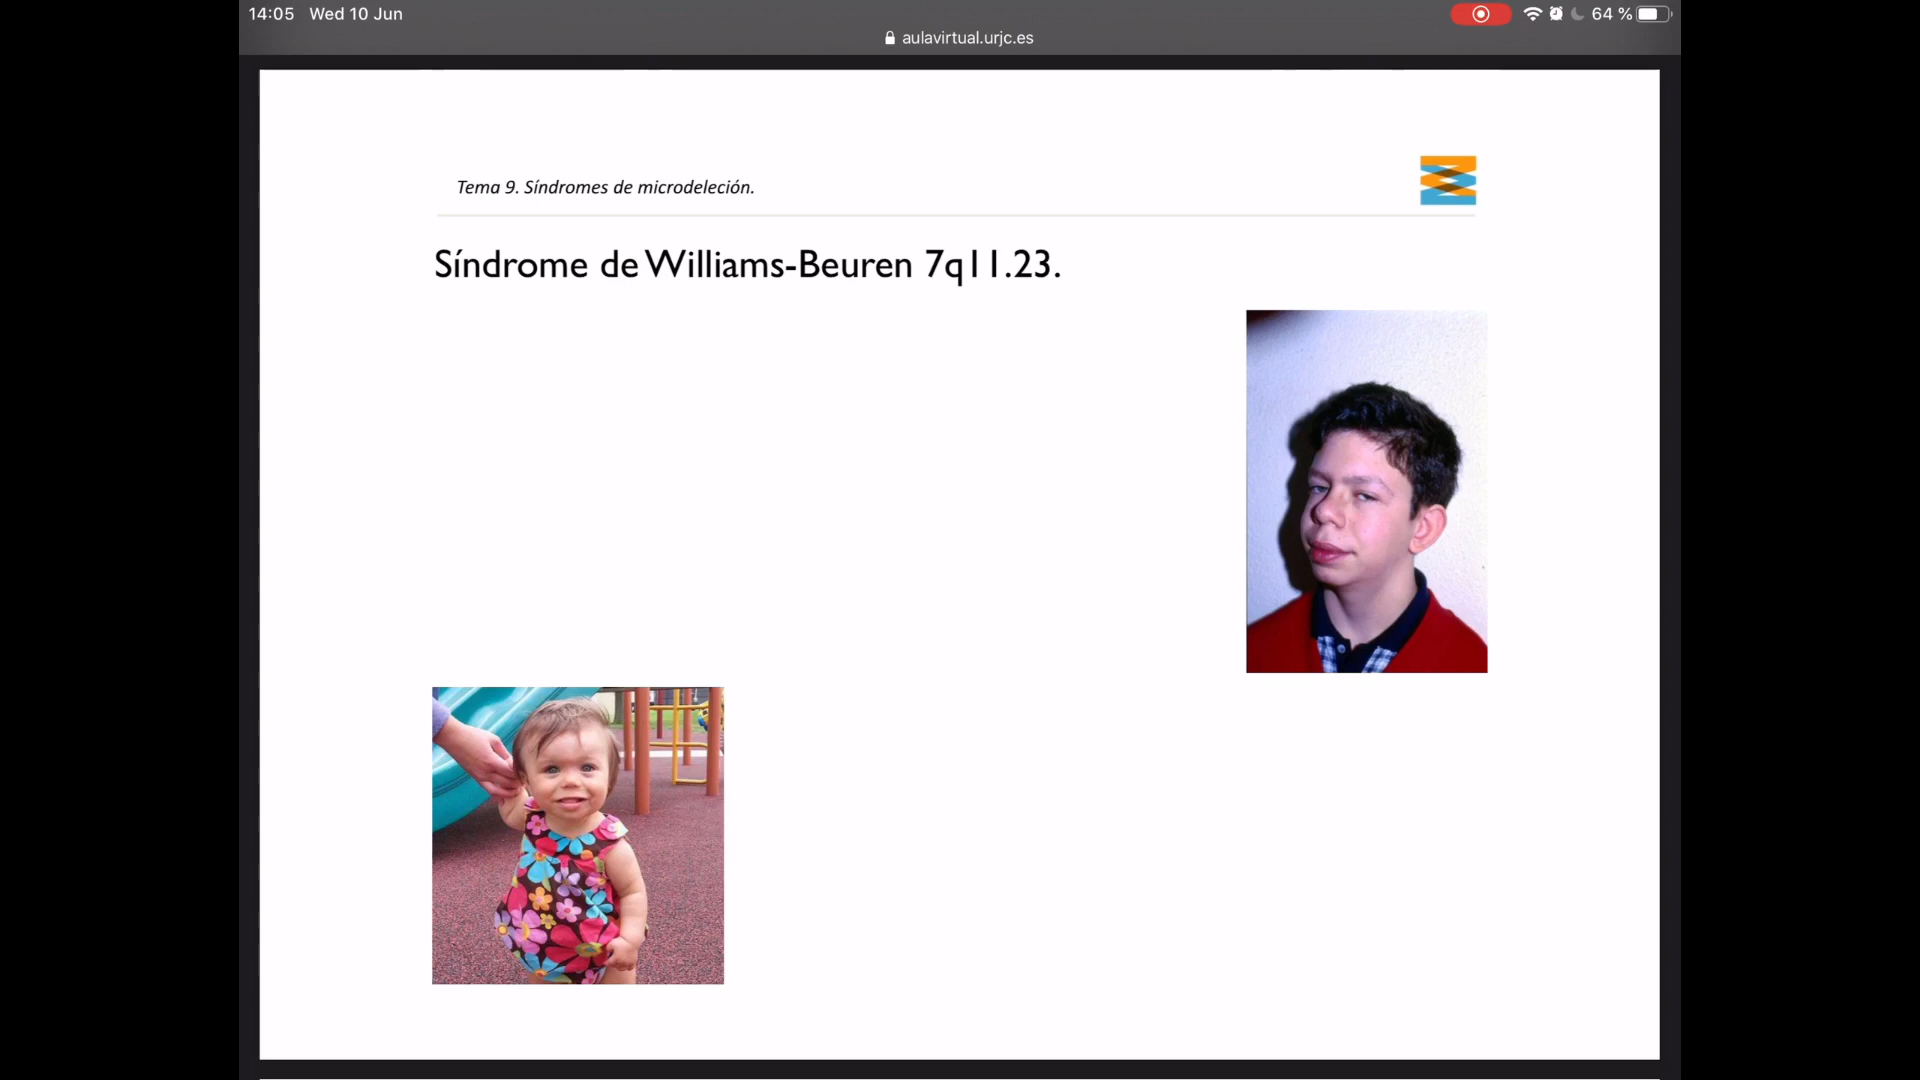 14:05 Wed 10 Jun
64 %
aulavirtual.urjc.es
Tema 9. Síndromes de microdeleción.
Síndrome de Williams-Beuren 7q11.23.